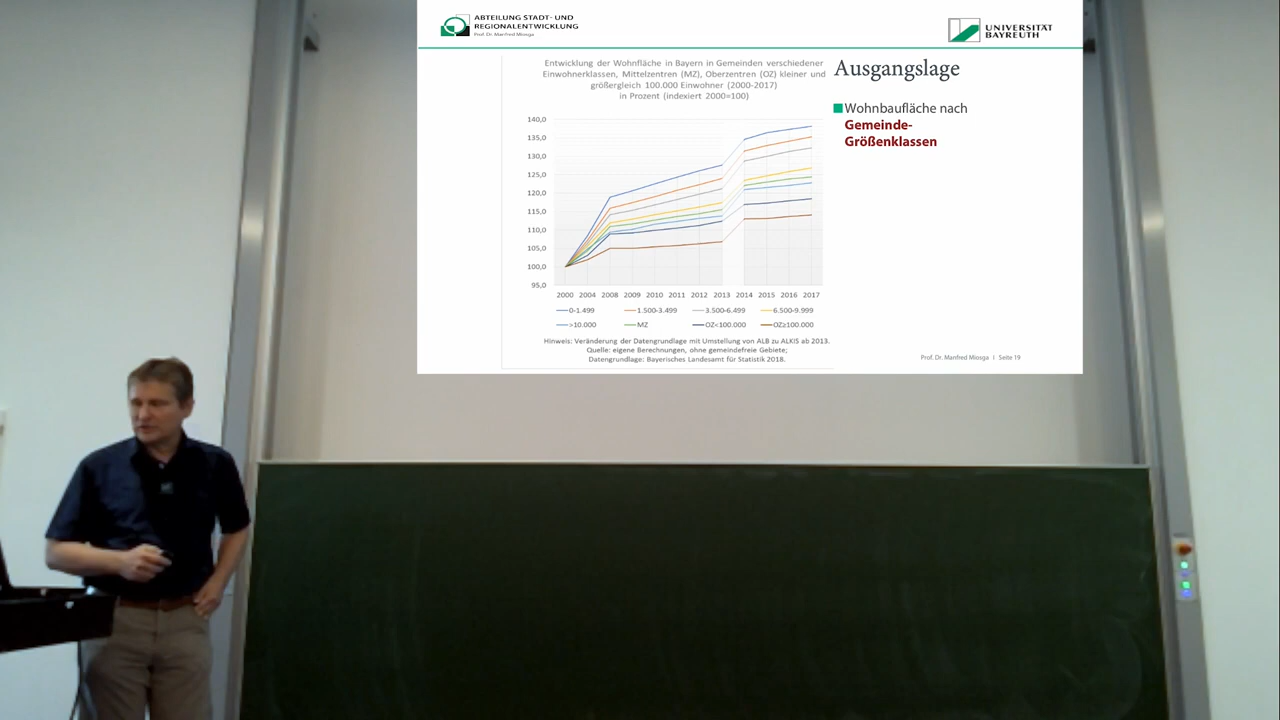 ABTEILUNG STADT- UND
REGIONALENTWICKLUNG
Prof. Dr. Manfred Miosga
UNIVERSITÄT
BAYREUTH
Entwicklung der Wohnfläche in Bayern in Gemeinden verschiedener
Einwohnerklassen, Mittelzentren (MZ), Oberzentren (OZ) kleiner und
größergleich 100.000 Einwohner (2000-2017)
in Prozent (indexiert 2000=100)
140,0
135,0
130,0
125,0
120,0
115,0
110,0
105,0
100,0
95,0
2000 2004 2008 2009 2010 2011 2012 2013 2014 2015 2016 2017
0-1.499 1.500-3.499 3.500-6.499 6.500-9.999
>10.000 MZ OZ<100.000 OZ≥100.000
Hinweis: Veränderung der Datengrundlage mit Umstellung von ALB zu ALKIS ab 2013.
Quelle: eigene Berechnungen, ohne gemeindefreie Gebiete;
Datengrundlage: Bayerisches Landesamt für Statistik 2018.
Ausgangslage
Wohnbaufläche nach
Gemeinde-
Größenklassen
Prof. Dr. Manfred Miosga I Seite 19